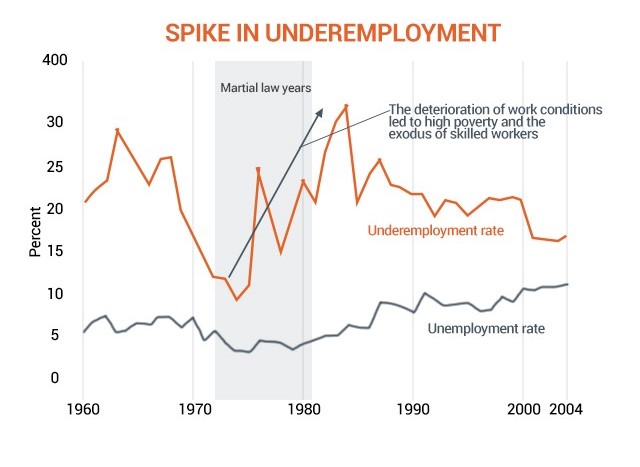 SPIKE IN UNDEREMPLOYMENT
400
Martial law years
The deterioration of work conditions
led to high poverty and the
exodus of skilled workers
30
25
20
15
10
5
0
Percent
Underemployment rate
Unemployment rate
1960 1970 1980 1990 2000 2004